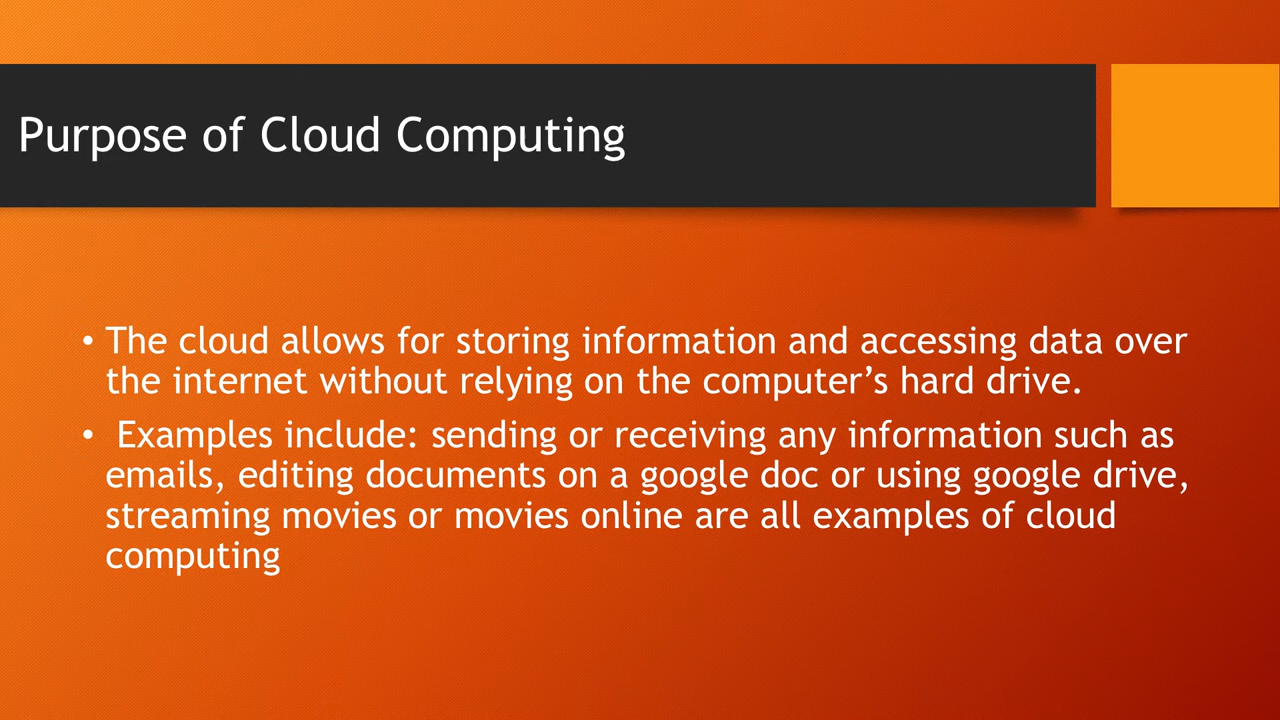 Purpose of Cloud Computing
• The cloud allows for storing information and accessing data over
the internet without relying on the computer’s hard drive.
• Examples include: sending or receiving any information such as
emails, editing documents on a google doc or using google drive,
streaming movies or movies online are all examples of cloud
computing